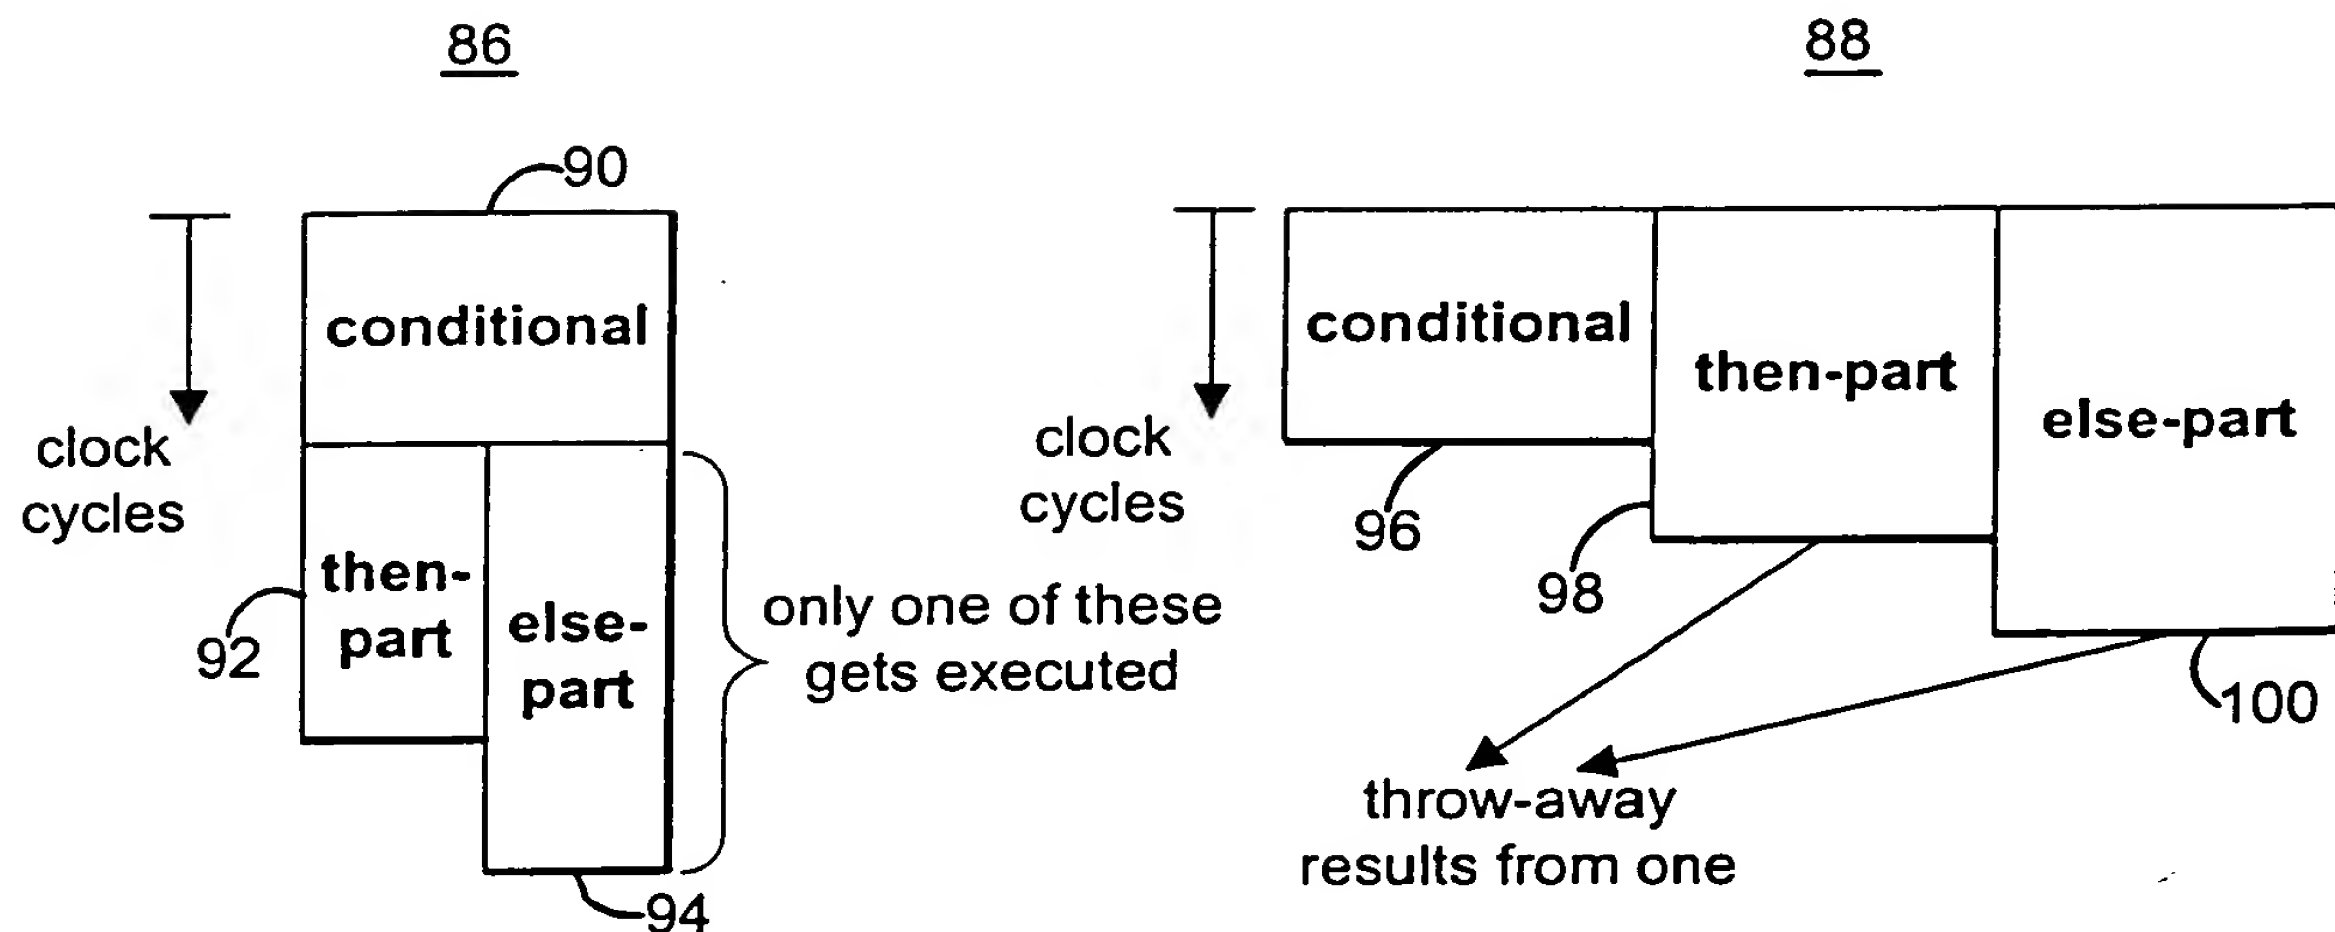 86
90
conditional
clock
cycles
then-
part
else-
part
92
only one of these
gets executed
94
88
conditional
then-part
else-part
clock
cycles
96
98
100
throw-away
results from one